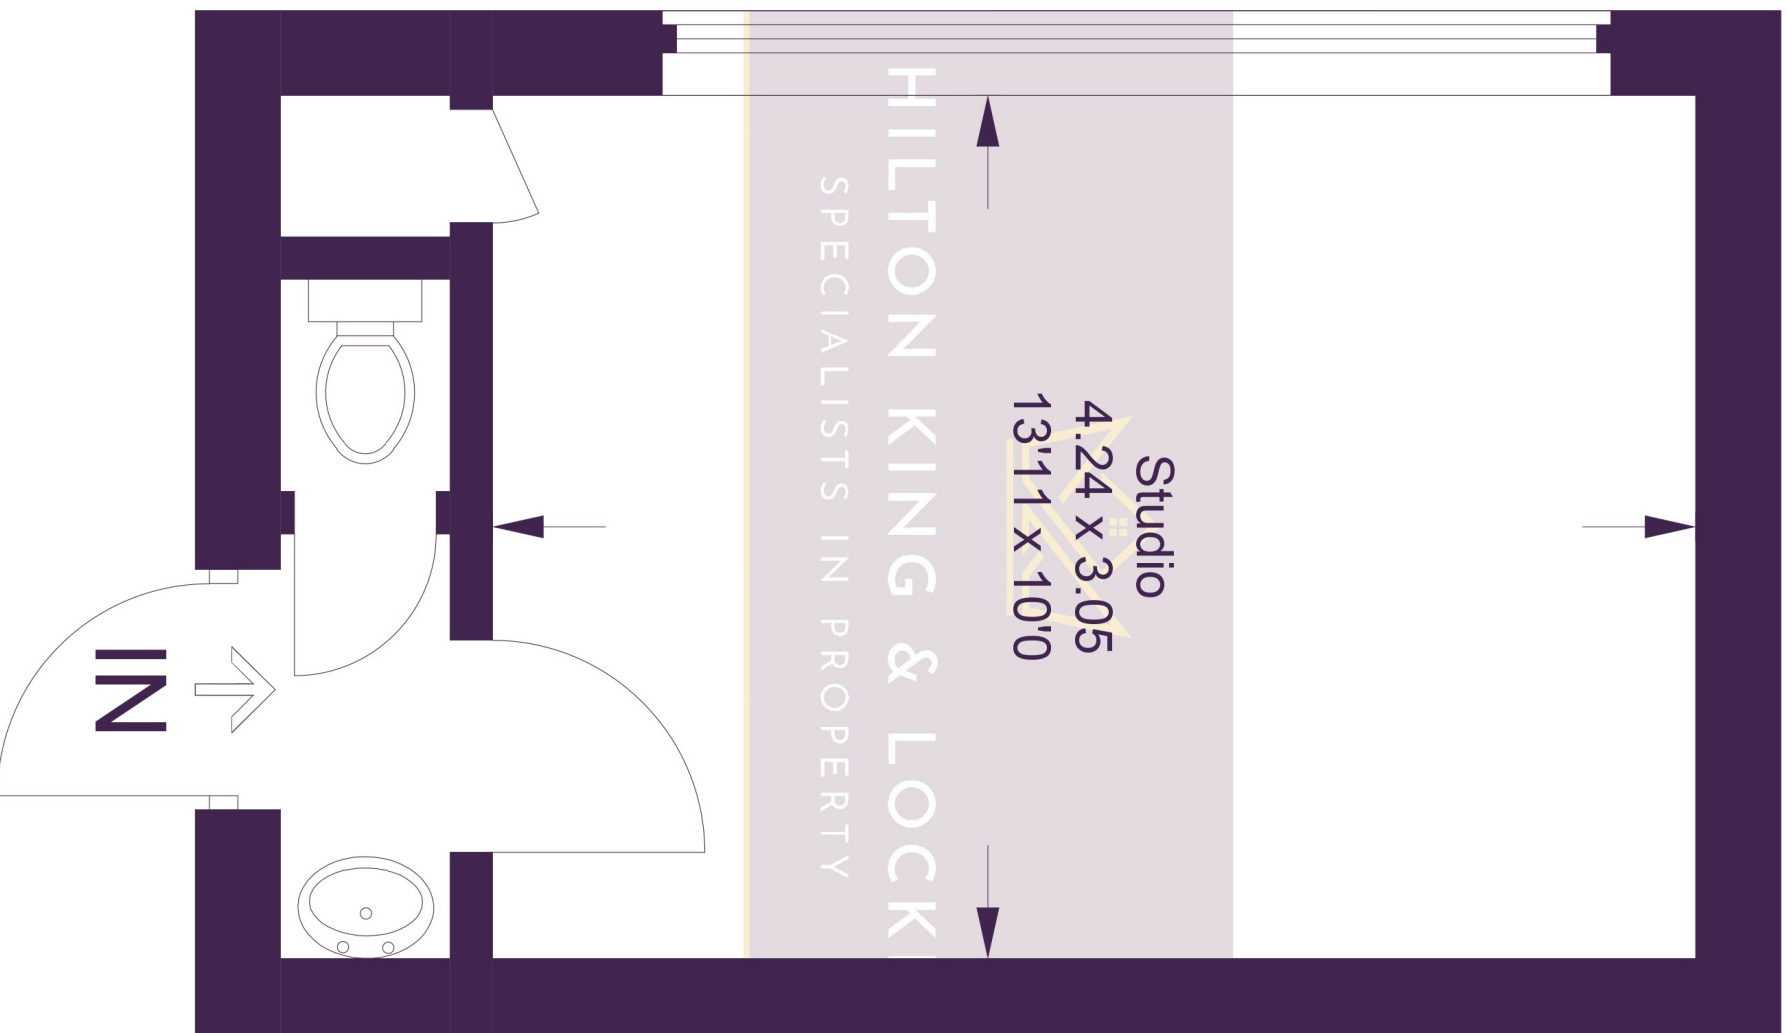 Studio
4.24 x 3.05
13'11 x 10'0
HILTON KING & LOCK
SPECIALISTS IN PROPERTY
IN